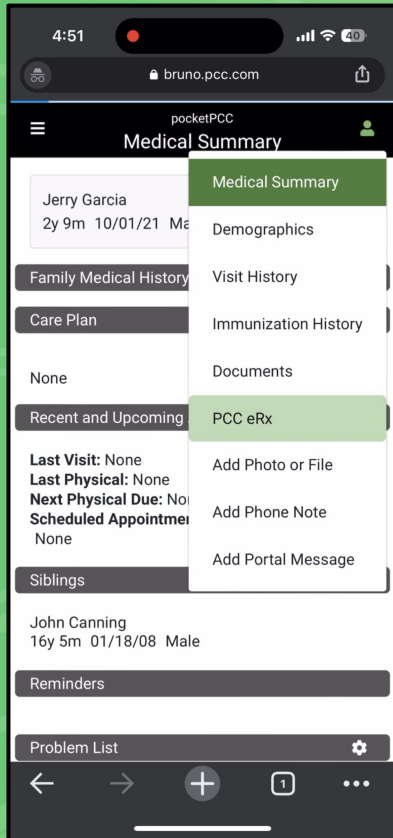 4:51
40
bruno.pcc.com
pocketPCC
Medical Summary
Jerry Garcia
2y 9m 10/01/21 Ma
Family Medical History
Care Plan
None
Recent and Upcoming
Last Visit: None
Last Physical: None
Next Physical Due: No
Scheduled Appointme
None
Siblings
John Canning
16y 5m 01/18/08 Male
Reminders
Problem List
Medical Summary
Demographics
Visit History
Immunization History
Documents
PCC eRx
Add Photo or File
Add Phone Note
Add Portal Message
1